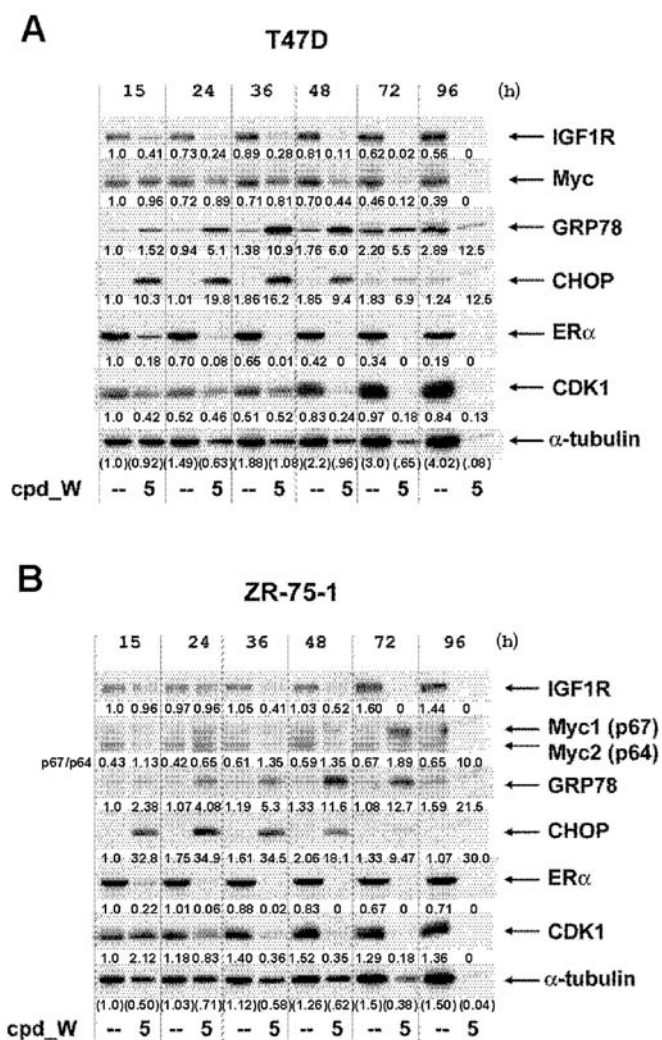 A
T47D
15 24 36 48 72 96 (h)
IGF1R
1.0 0.41 0.73 0.24 0.89 0.28 0.81 0.11 0.62 0.02 0.56 0
Myc
1.0 0.96 0.72 0.89 0.71 0.81 0.70 0.44 0.46 0.12 0.39 0
GRP78
1.0 1.52 0.94 5.1 1.38 10.9 1.76 6.0 2.20 5.5 2.89 12.5
CHOP
1.0 10.3 1.01 19.8 1.86 16.2 1.85 9.4 1.83 6.9 1.24 12.5
ERα
1.0 0.18 0.70 0.08 0.65 0.01 0.42 0 0.34 0 0.19 0
CDK1
1.0 0.42 0.52 0.46 0.51 0.52 0.83 0.24 0.97 0.18 0.84 0.13
α-tubulin
(1.0) (0.92) (1.49) (0.63) (1.88) (1.08) (2.2) (.96) (3.0) (.65) (4.02) (.08)
cpd_W -- 5 -- 5 -- 5 -- 5 -- 5 -- 5
B
ZR-75-1
15 24 36 48 72 96 (h)
IGF1R
1.0 0.96 0.97 0.96 1.05 0.41 1.03 0.52 1.60 0 1.44 0
Myc1 (p67)
Myc2 (p64)
p67/p64 0.43 1.13 0.42 0.65 0.61 1.35 0.59 1.35 0.67 1.89 0.65 10.0
GRP78
1.0 2.38 1.07 4.08 1.19 5.3 1.33 11.6 1.08 12.7 1.59 21.5
CHOP
1.0 32.8 1.75 34.9 1.61 34.5 2.06 18.1 1.33 9.47 1.07 30.0
ERα
1.0 0.22 1.01 0.06 0.88 0.02 0.83 0 0.67 0 0.71 0
CDK1
1.0 2.12 1.18 0.83 1.40 0.36 1.52 0.35 1.29 0.18 1.36 0
α-tubulin
(1.0) (0.50) (1.03) (.71) (1.12) (0.58) (1.26) (.62) (1.5) (0.38) (1.50) (0.04)
cpd_W -- 5 -- 5 -- 5 -- 5 -- 5 -- 5